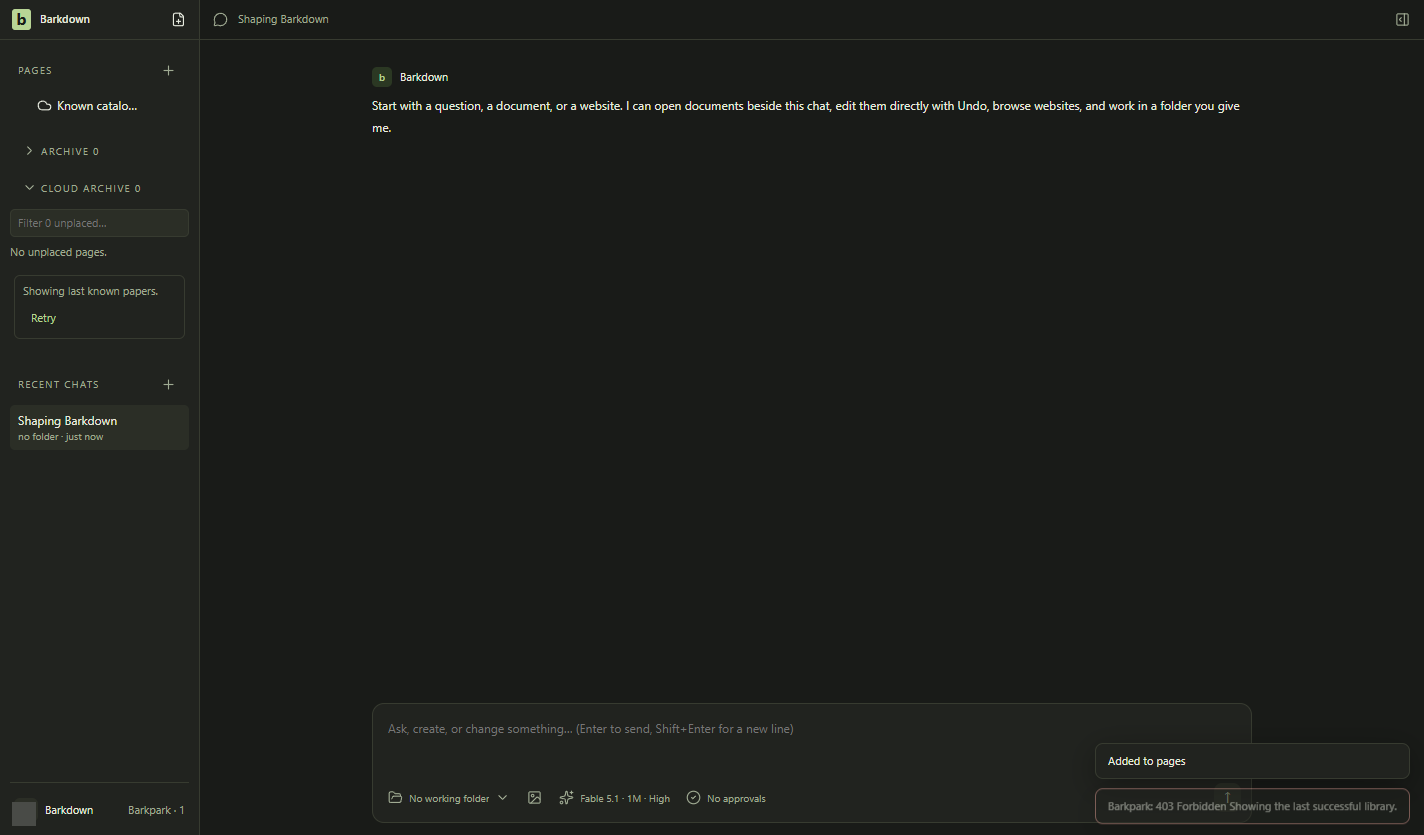 b Barkdown
Shaping Barkdown
PAGES
Known catalo...
ARCHIVE 0
CLOUD ARCHIVE 0
Filter 0 unplaced...
No unplaced pages.
Showing last known papers.
Retry
RECENT CHATS
Shaping Barkdown
no folder · just now
Barkdown
Barkpark · 1
b Barkdown
Start with a question, a document, or a website. I can open documents beside this chat, edit them directly with Undo, browse websites, and work in a folder you give
me.
Ask, create, or change something... (Enter to send, Shift+Enter for a new line)
No working folder
Fable 5.1 · 1M · High
No approvals
Added to pages
Barkpark: 403 Forbidden Showing the last successful library.